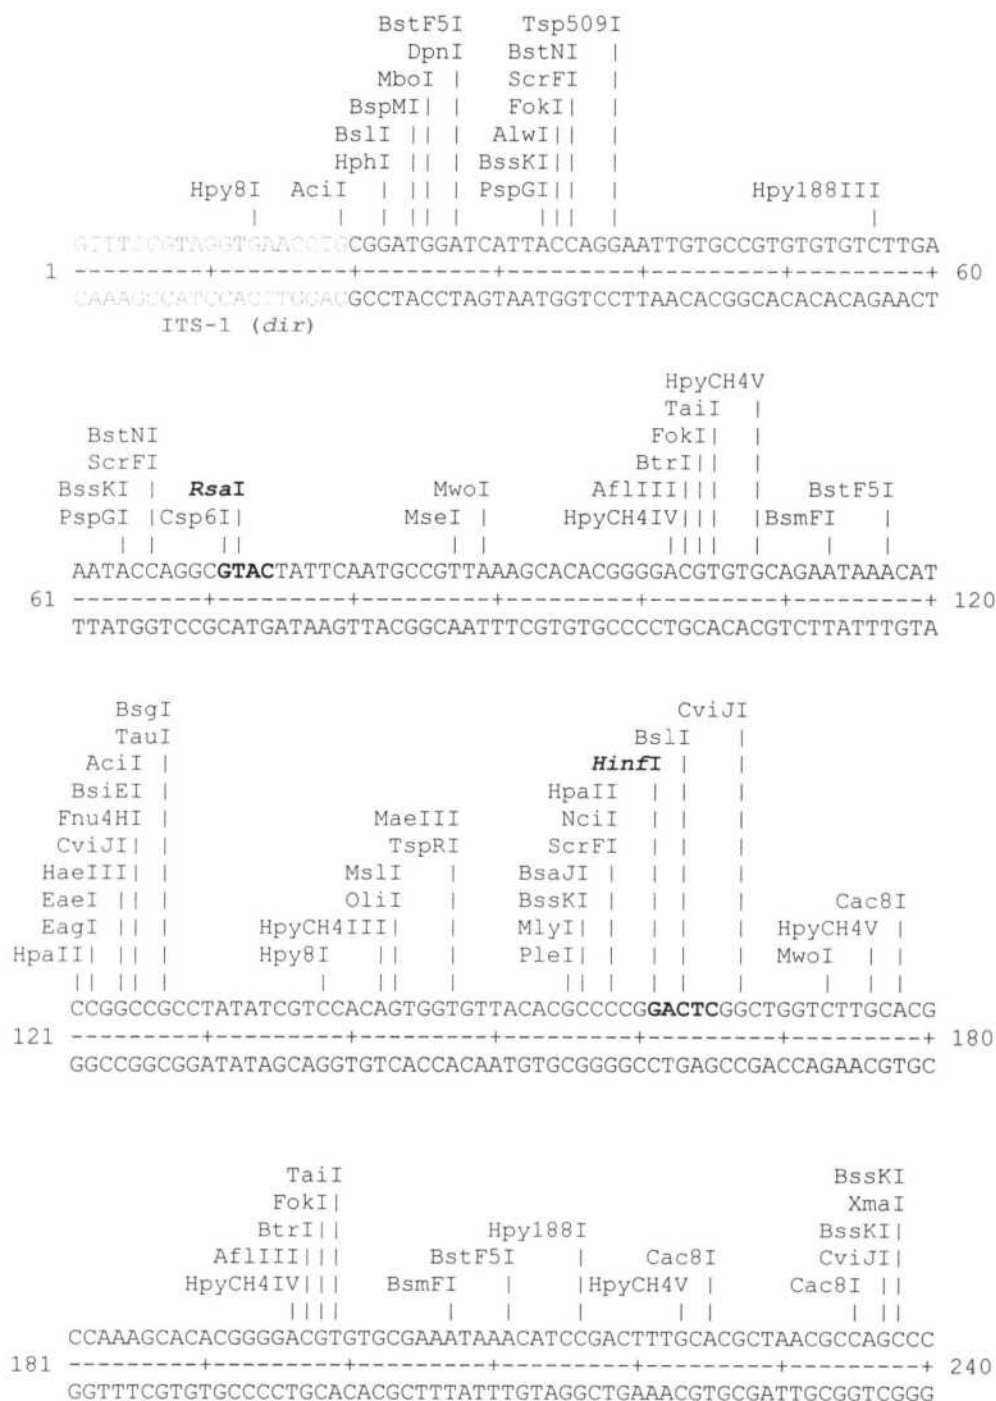 BstF5I Tsp509I
DpnI BstNI |
MboI | ScrFI |
BspMI| | FokI| |
BslI || | AlwI|| |
HphI || | BssKI|| |
Hpy8I AciI | || | PspGI||| | Hpy188III
| | | || | ||| | |
GTTTCCGTAGGTGAACCTGCGGATGGATCATTACCAGGAATTGTGCCGTGTGTGTCTTGA
1 ---------+---------+---------+---------+---------+---------+ 60
CAAAGGCATCCACTTGGACGCCTACCTAGTAATGGTCCTTAACACGGCACACACAGAACT
ITS-1 (dir)
HpyCH4V
TaiI |
BstNI FokI| |
ScrFI BtrI|| |
BssKI | RsaI MwoI AflIII||| | BstF5I
PspGI |Csp6I| MseI | HpyCH4IV||| | BsmFI |
| | || | | |||| | | |
AATACCAGGCGTACTATTCAATGCCGTTAAAGCACACGGGGACGTGTGCAGAATAAACAT
61 ---------+---------+---------+---------+---------+---------+ 120
TTATGGTCCGCATGATAAGTTACGGCAATTTCGTGTGCCCCTGCACACGTCTTATTTGTA
BsgI CviJI
TauI BslI |
AciI | HinfI | |
BsiEI | HpaII | | |
Fnu4HI | MaeIII NciI | | |
CviJI| | TspRI ScrFI | | |
HaeIII| | MslI | BsaJI | | | |
EaeI || | OliI | BssKI | | | | Cac8I
EagI || | HpyCH4III| | MlyI| | | | | HpyCH4V |
HpaII| || | Hpy8I || | PleI| | | | | MwoI | |
|| || | | || | || | | | | | | |
CCGGCCGCCTATATCGTCCACAGTGGTGTTACACGCCCCGGACTCGGCTGGTCTTGCACG
121 ---------+---------+---------+---------+---------+---------+ 180
GGCCGGCGGATATAGCAGGTGTCACCACAATGTGCGGGGCCTGAGCCGACCAGAACGTGC
TaiI BssKI
FokI| XmaI
BtrI|| Hpy188I BssKI|
AflIII||| BstF5I | Cac8I CviJI|
HpyCH4IV||| BsmFI | |HpyCH4V | Cac8I ||
|||| | | | | | | ||
CCAAAGCACACGGGGACGTGTGCGAAATAAACATCCGACTTTGCACGCTAACGCCAGCCC
181 ---------+---------+---------+---------+---------+---------+ 240
GGTTTCGTGTGCCCCTGCACACGCTTTATTTGTAGGCTGAAACGTGCGATTGCGGTCGGG